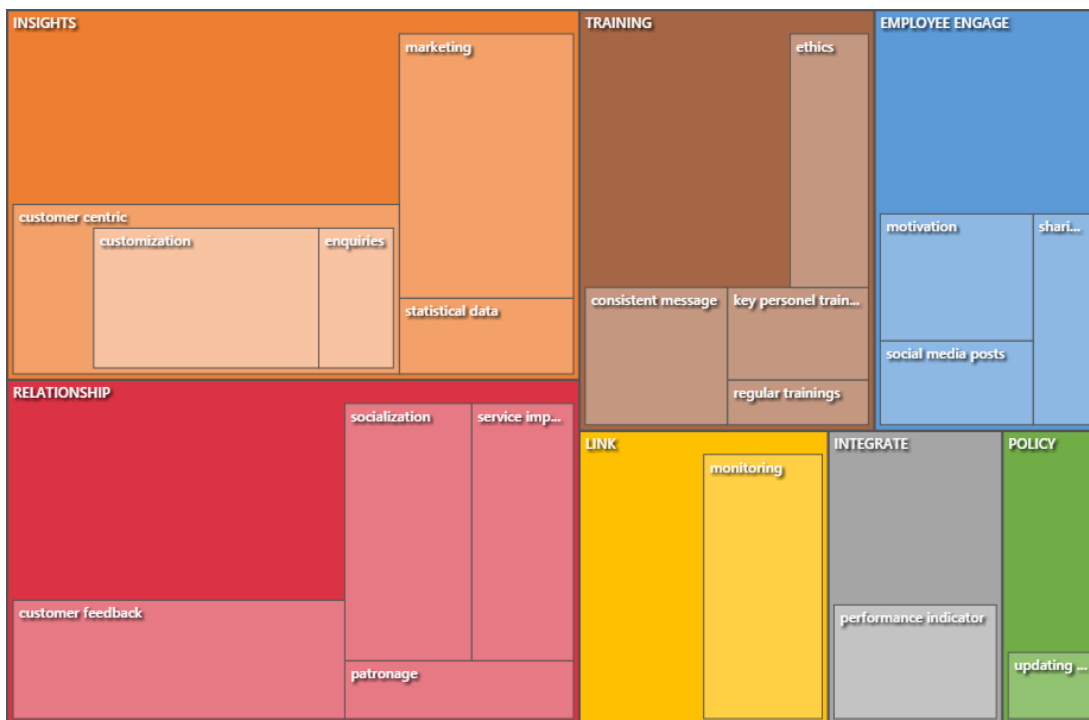 INSIGHTS
marketing
customer centric
customization
enquiries
statistical data
TRAINING
ethics
consistent message
key personel train...
regular trainings
EMPLOYEE ENGAGE
motivation
shari...
social media posts
RELATIONSHIP
socialization
service imp...
customer feedback
patronage
LINK
monitoring
INTEGRATE
performance indicator
POLICY
updating ...